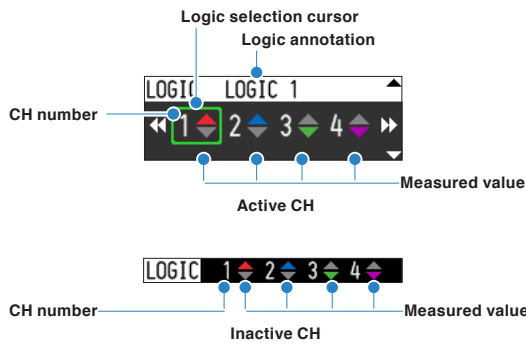 Logic selection cursor
Logic annotation
LOGIC LOGIC 1
CH number
1 2 3 4
Measured value
Active CH
LOGIC 1 2 3 4
CH number
Measured value
Inactive CH